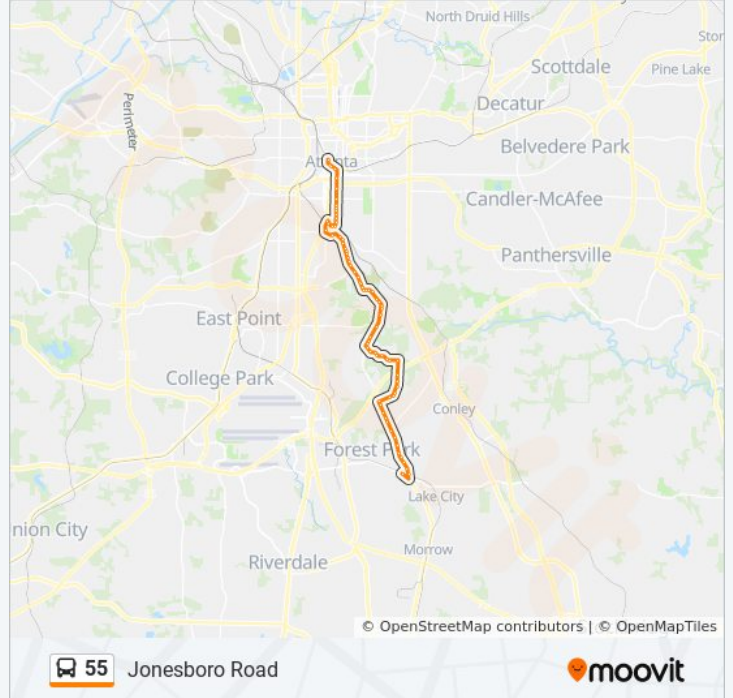 North Druid Hills
Scottdale
Pine Lake
Decatur
Perimeter
Belvedere Park
Atlanta
Candler-McAfee
Panthersville
East Point
College Park
Conley
Forest Park
Lake City
nion City
Morrow
Riverdale
© OpenStreetMap contributors | © OpenMapTiles
55 Jonesboro Road
moovit